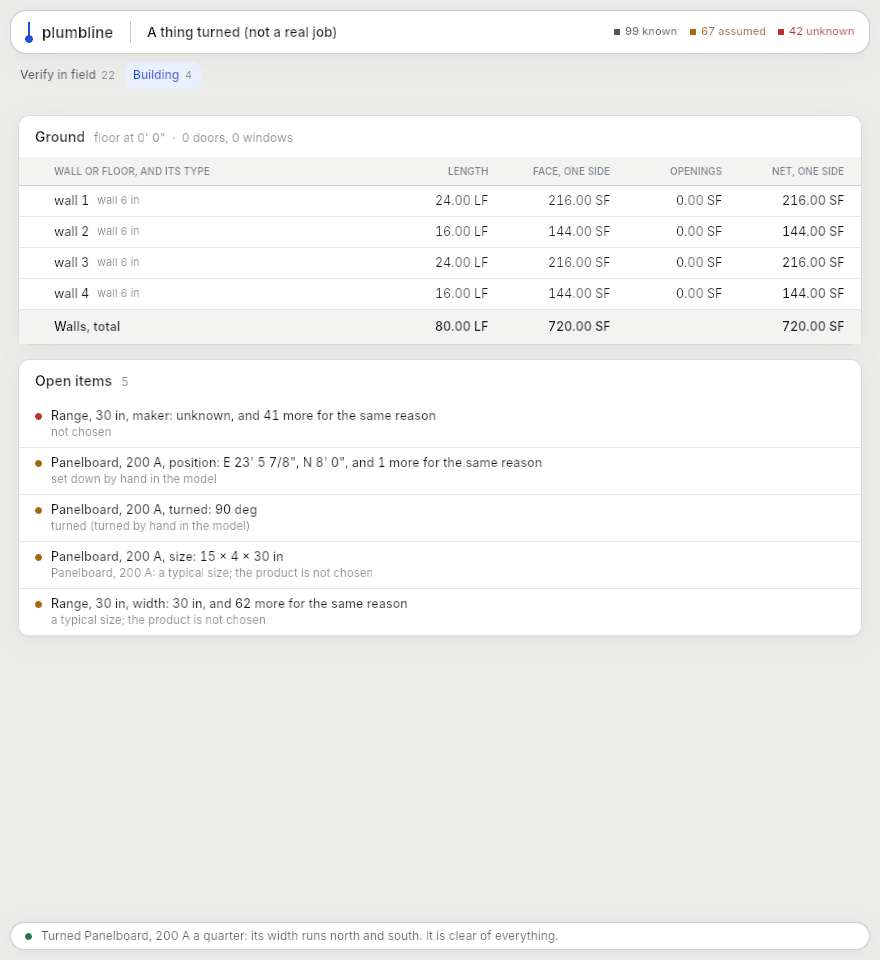 plumbline
A thing turned (not a real job)
99 known 67 assumed 42 unknown
Verify in field 22 Building 4
Ground floor at 0' 0" · 0 doors, 0 windows
WALL OR FLOOR, AND ITS TYPE LENGTH FACE, ONE SIDE OPENINGS NET, ONE SIDE
wall 1 wall 6 in 24.00 LF 216.00 SF 0.00 SF 216.00 SF
wall 2 wall 6 in 16.00 LF 144.00 SF 0.00 SF 144.00 SF
wall 3 wall 6 in 24.00 LF 216.00 SF 0.00 SF 216.00 SF
wall 4 wall 6 in 16.00 LF 144.00 SF 0.00 SF 144.00 SF
Walls, total 80.00 LF 720.00 SF 720.00 SF
Open items 5
Range, 30 in, maker: unknown, and 41 more for the same reason
not chosen
Panelboard, 200 A, position: E 23' 5 7/8", N 8' 0", and 1 more for the same reason
set down by hand in the model
Panelboard, 200 A, turned: 90 deg
turned (turned by hand in the model)
Panelboard, 200 A, size: 15 × 4 × 30 in
Panelboard, 200 A: a typical size; the product is not chosen
Range, 30 in, width: 30 in, and 62 more for the same reason
a typical size; the product is not chosen
Turned Panelboard, 200 A a quarter: its width runs north and south. It is clear of everything.